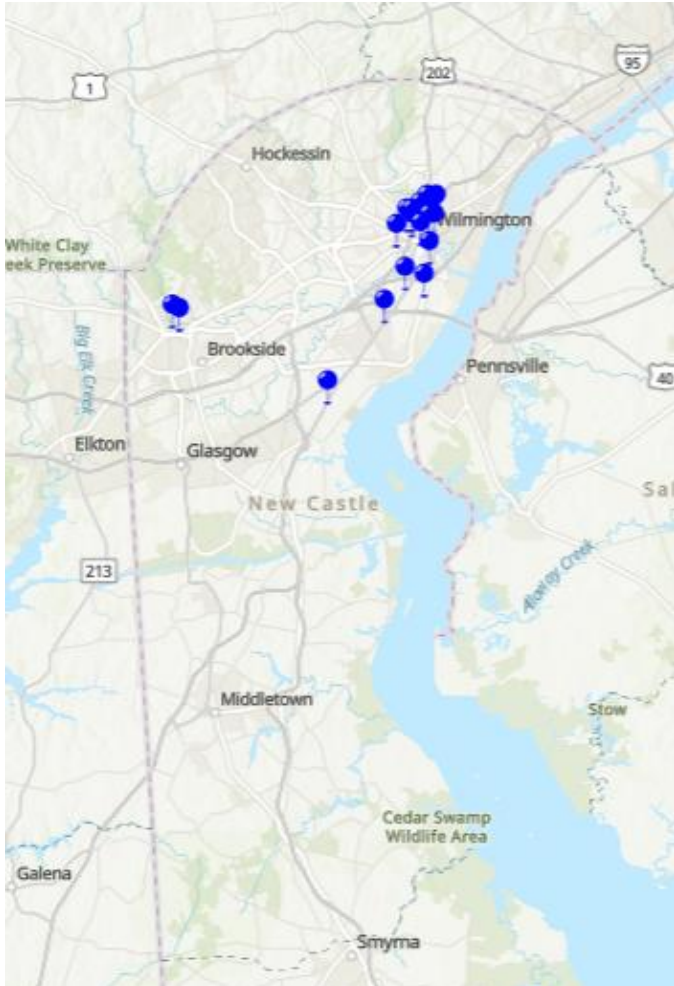 202
95
1
Hockessin
Wilmington
White Clay
eek Preserve
Big Elk Creek
Brookside
Pennsville
40
Elkton
Glasgow
New Castle
Sal
213
Alloway Creek
Middletown
Stow
Cedar Swamp
Wildlife Area
Galena
Smyrna